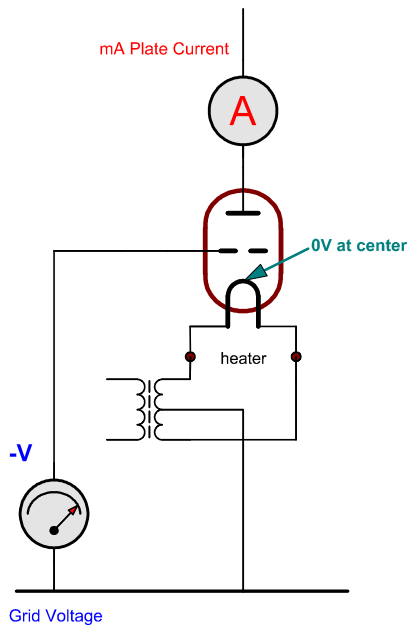 mA Plate Current
A
0V at center
heater
-V
Grid Voltage